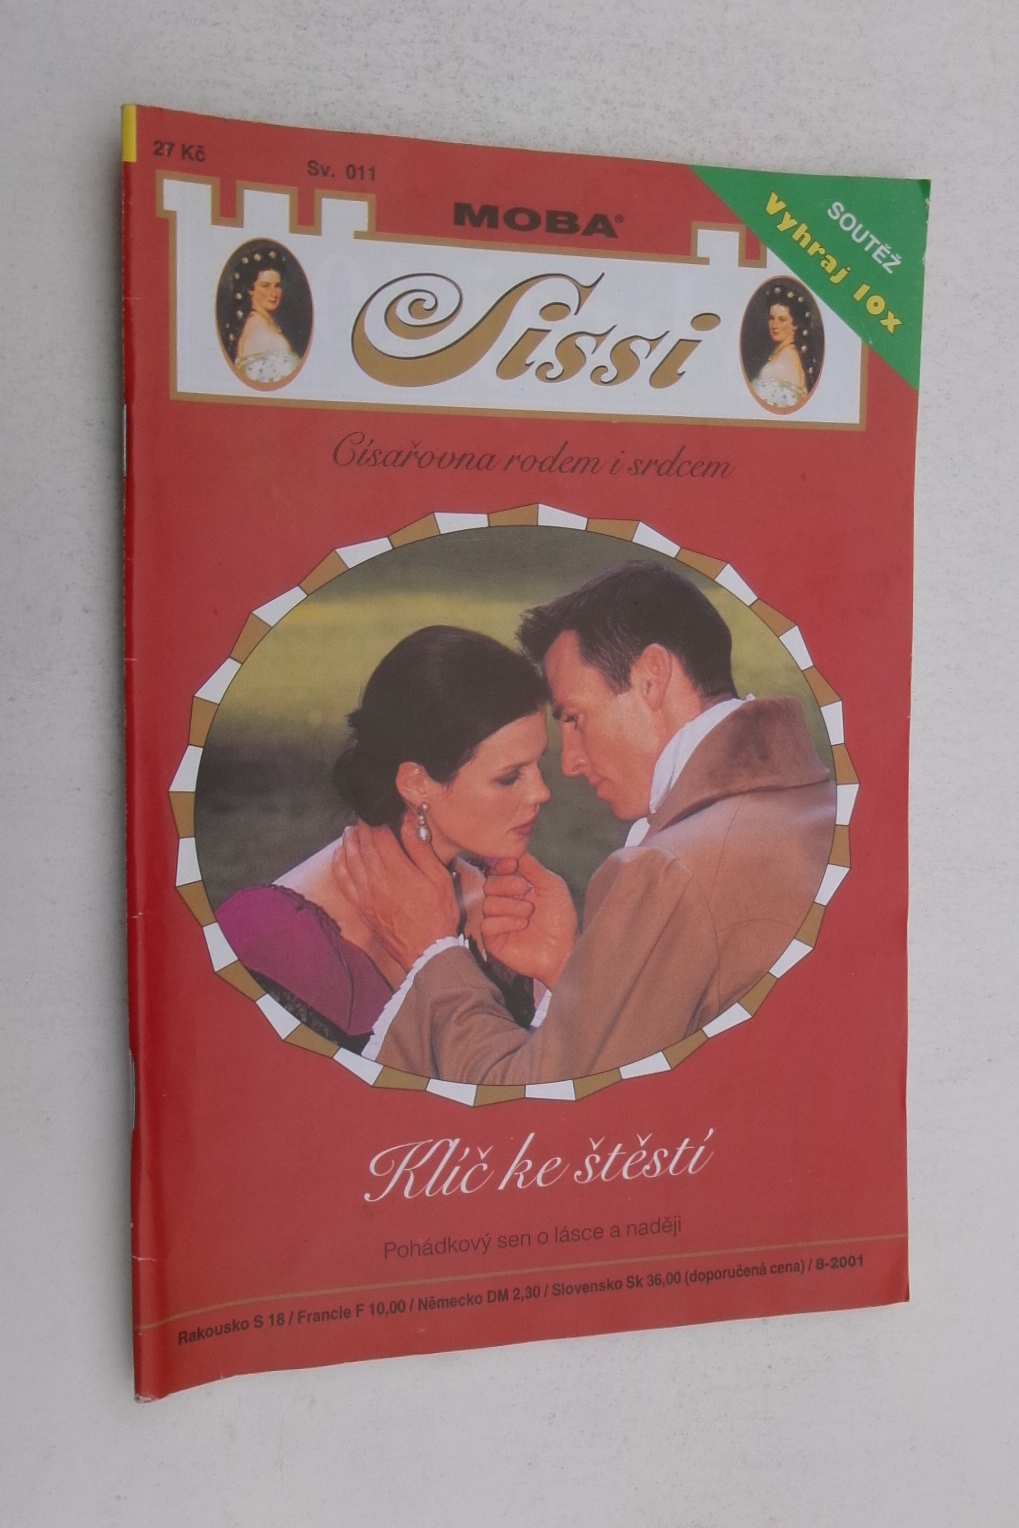 27 Kč
Sv. 011
MOBA®
SOUTĚŽ
Vyhraj 10x
Sissi
Císařovna rodem i srdcem
Klíč ke štěstí
Pohádkový sen o lásce a naději
Rakousko S 18 / Francie F 10,00 / Německo DM 2,30 / Slovensko Sk 36,00 (doporučená cena) / 8-2001